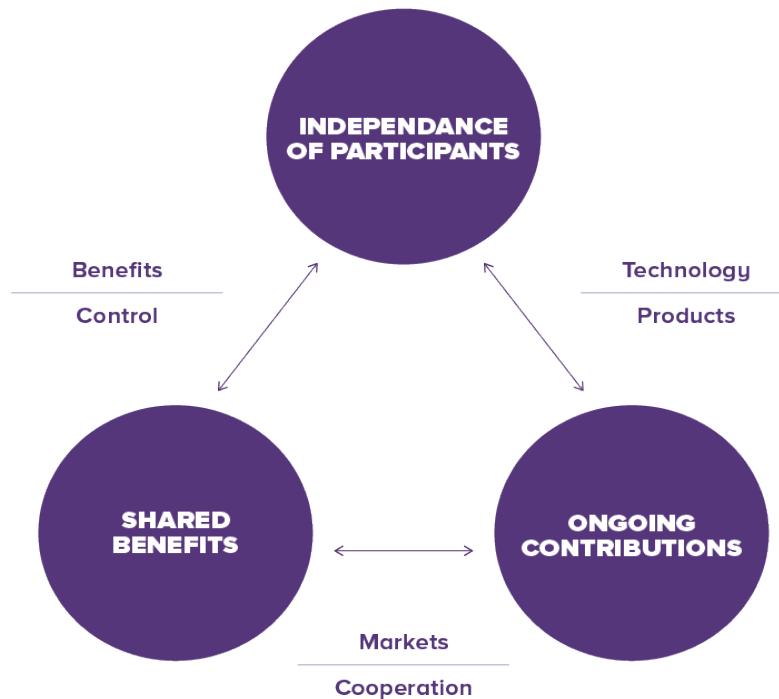 INDEPENDANCE
OF PARTICIPANTS
Benefits
Control
Technology
Products
SHARED
BENEFITS
ONGOING
CONTRIBUTIONS
Markets
Cooperation